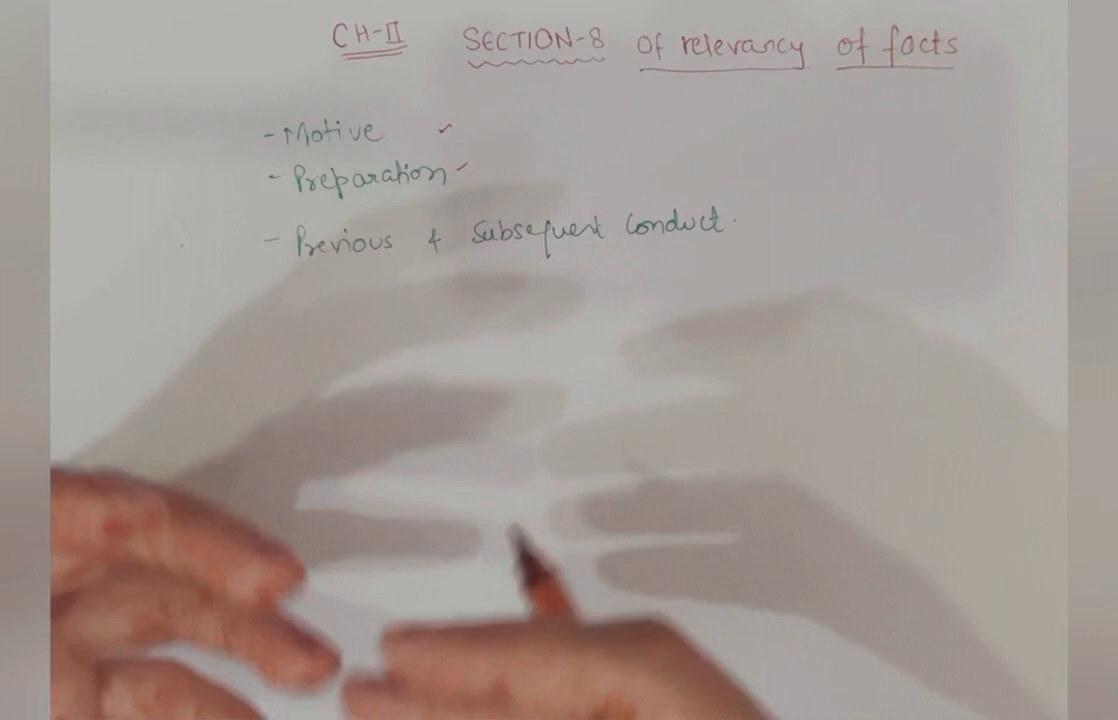 CH-II SECTION-8 Of relevancy of facts
- Motive ✓
- Preparation ✓
- Previous & Subsequent Conduct.